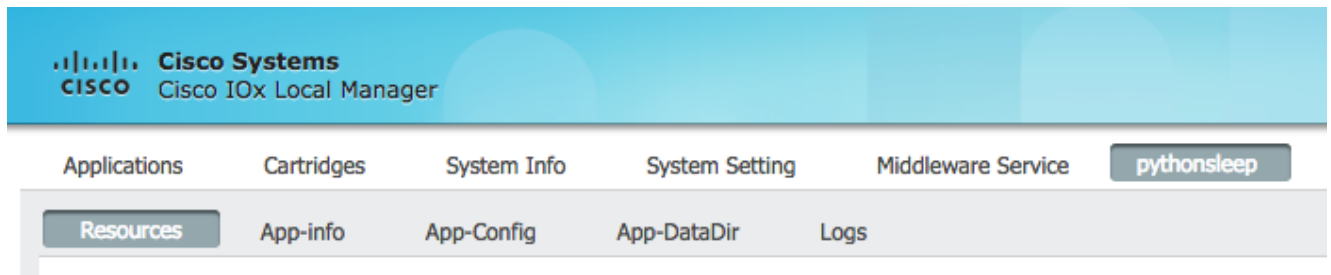 Cisco Systems
CISCO Cisco IOx Local Manager
Applications Cartridges System Info System Setting Middleware Service pythonsleep
Resources App-info App-Config App-DataDir Logs